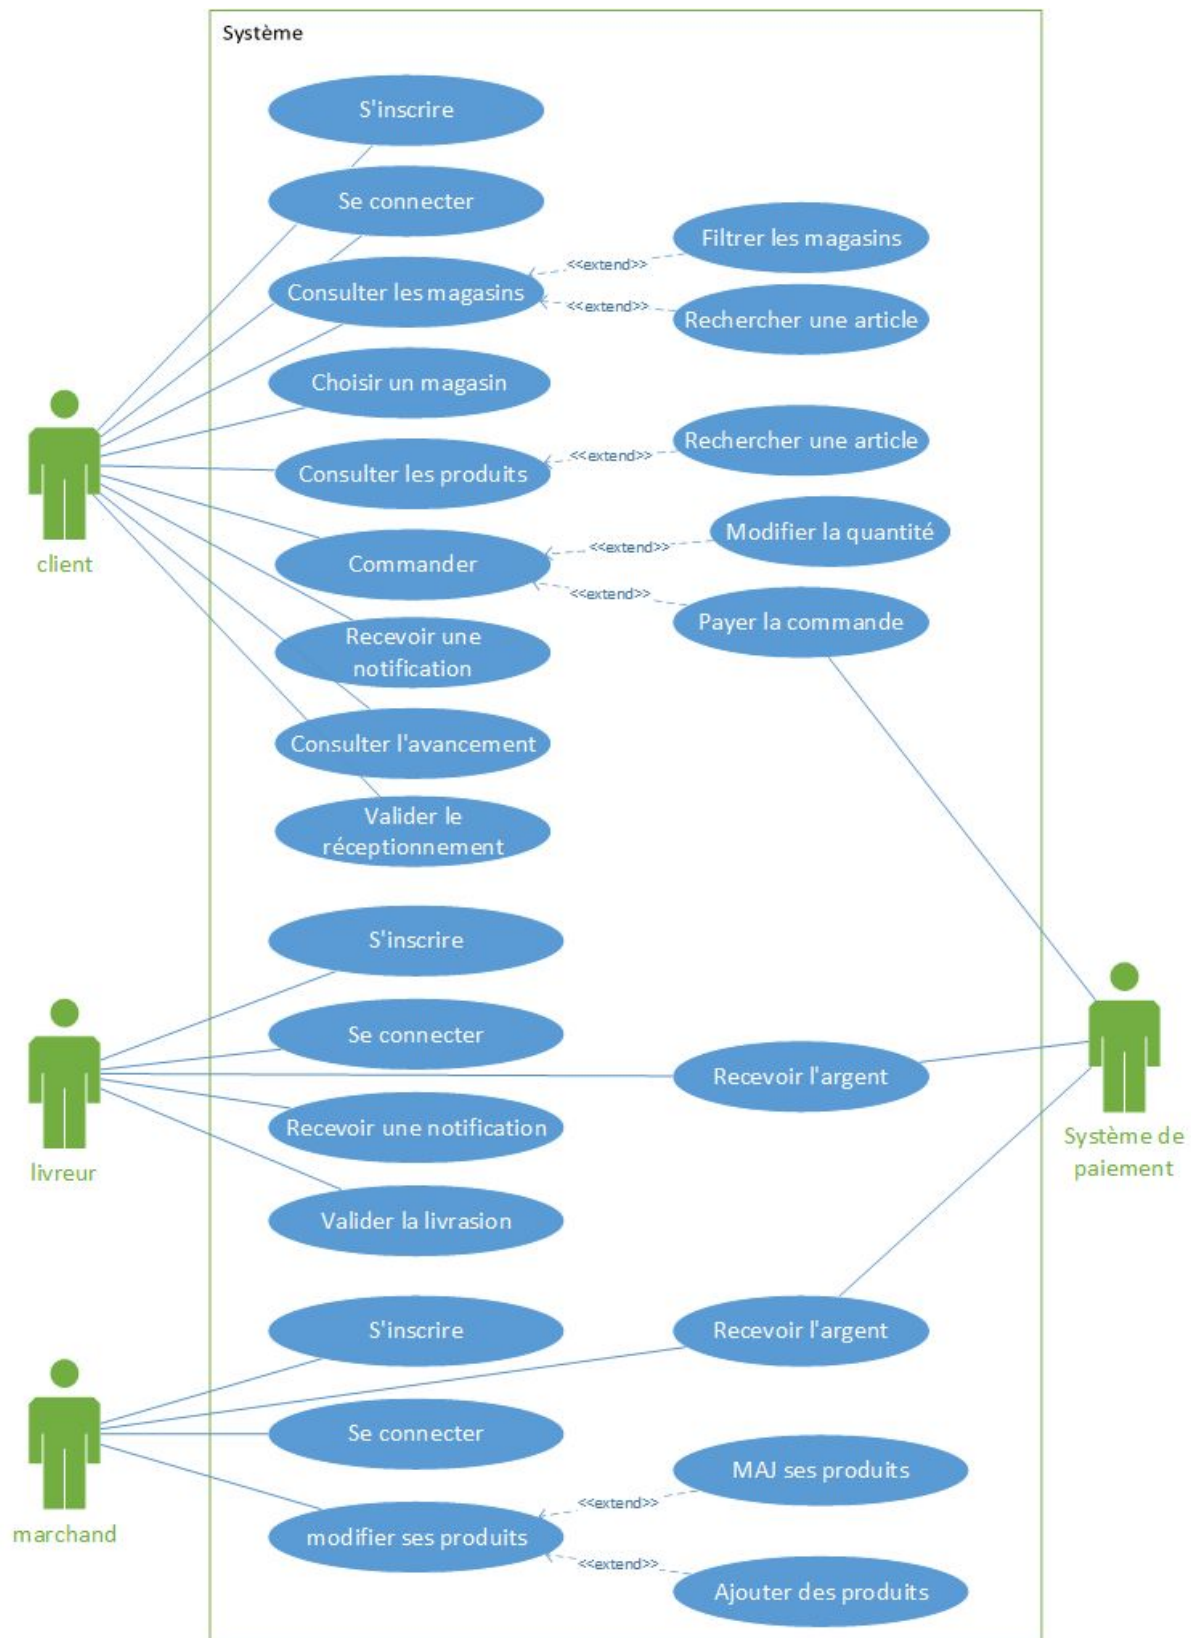 Système
S'inscrire
Se connecter
Filtrer les magasins
<<extend>>
Consulter les magasins
<<extend>>
Rechercher une article
Choisir un magasin
Rechercher une article
<<extend>>
Consulter les produits
Modifier la quantité
<<extend>>
Commander
<<extend>>
Payer la commande
client
Recevoir une
notification
Consulter l'avancement
Valider le
réceptionnement
S'inscrire
Se connecter
Recevoir l'argent
Recevoir une notification
Système de
paiement
livreur
Valider la livrasion
S'inscrire
Recevoir l'argent
Se connecter
MAJ ses produits
<<extend>>
modifier ses produits
marchand
<<extend>>
Ajouter des produits